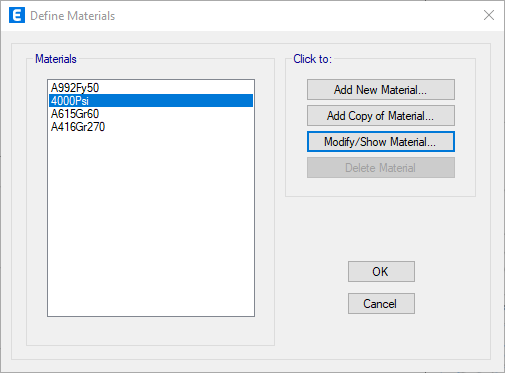 E Define Materials
Materials
A992Fy50
4000Psi
A615Gr60
A416Gr270
Click to:
Add New Material...
Add Copy of Material...
Modify/Show Material...
Delete Material
OK
Cancel